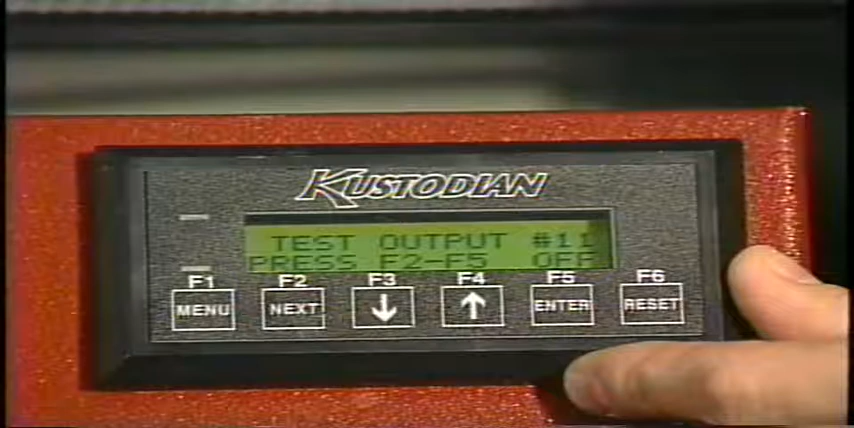 KUSTODIAN
TEST OUTPUT #11
PRESS F2-F5 OFF
F1 F2 F3 F4 F5 F6
MENU NEXT ↓ ↑ ENTER RESET